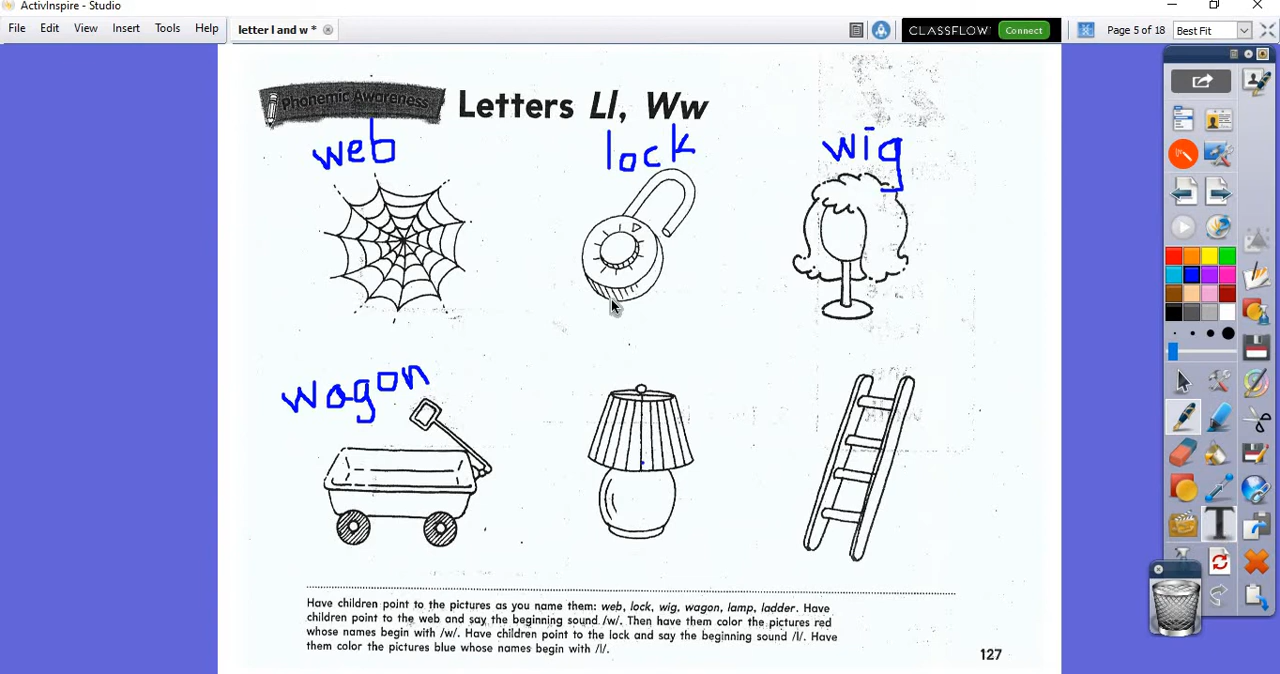 ActivInspire - Studio
File Edit View Insert Tools Help
letter l and w *
CLASSFLOW Connect
Page 5 of 18
Best Fit
Phonemic Awareness
Letters Ll, Ww
web
lock
wig
wagon
Have children point to the pictures as you name them: web, lock, wig, wagon, lamp, ladder. Have
children point to the web and say the beginning sound /w/. Then have them color the pictures red
whose names begin with /w/. Have children point to the lock and say the beginning sound /l/. Have
them color the pictures blue whose names begin with /l/.
127
T